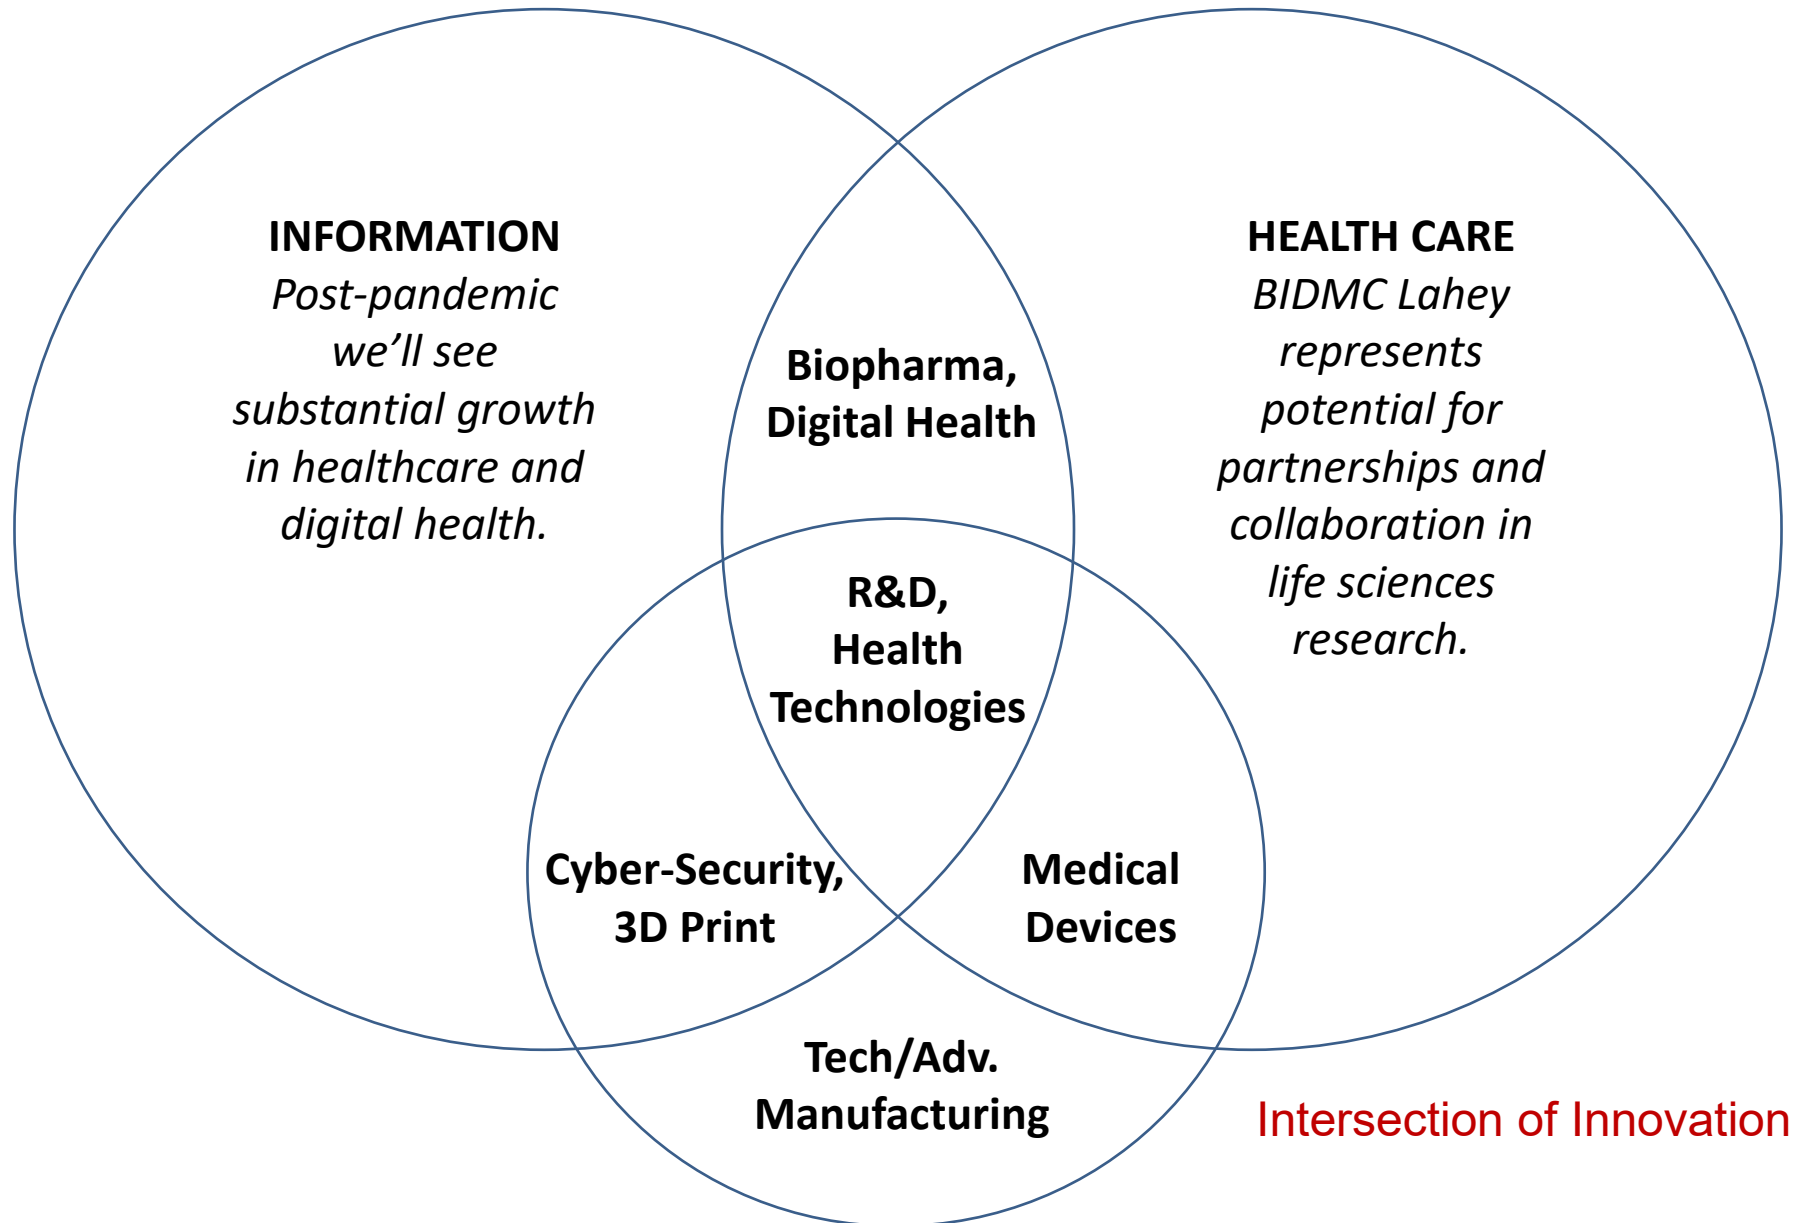 INFORMATION
Post-pandemic
we’ll see
substantial growth
in healthcare and
digital health.
Biopharma,
Digital Health
HEALTH CARE
BIDMC Lahey
represents
potential for
partnerships and
collaboration in
life sciences
research.
R&D,
Health
Technologies
Cyber-Security,
3D Print
Medical
Devices
Tech/Adv.
Manufacturing
Intersection of Innovation